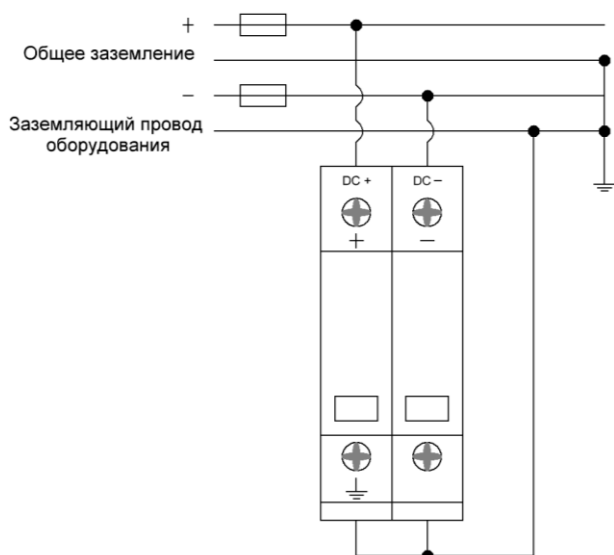 +
Общее заземление
−
Заземляющий провод
оборудования
DC + DC −
+ −